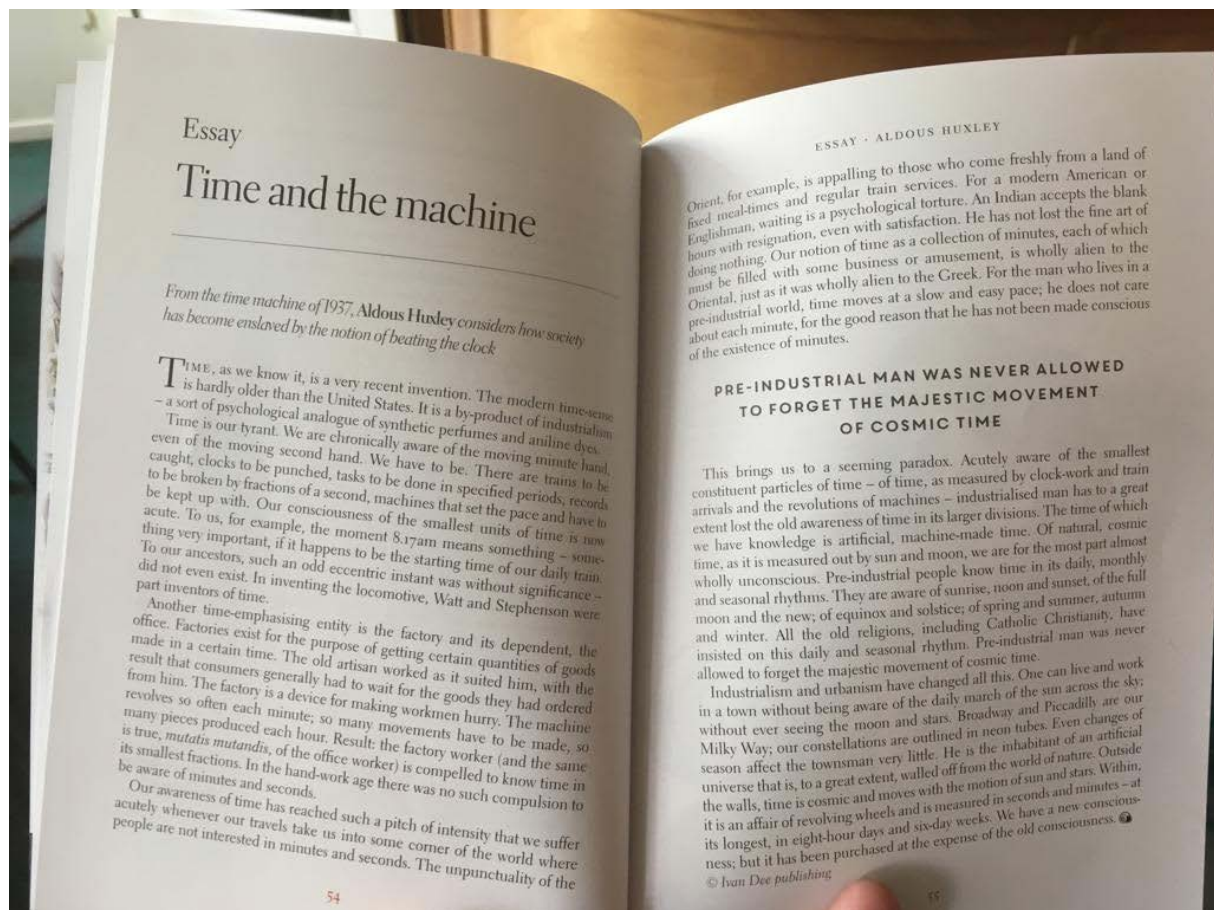 Essay
Time and the machine
From the time machine of 1937, Aldous Huxley considers how society
has become enslaved by the notion of beating the clock
TIME, as we know it, is a very recent invention. The modern time-sense
is hardly older than the United States. It is a by-product of industrialism
– a sort of psychological analogue of synthetic perfumes and aniline dyes.
Time is our tyrant. We are chronically aware of the moving minute hand,
even of the moving second hand. We have to be. There are trains to be
caught, clocks to be punched, tasks to be done in specified periods, records
to be broken by fractions of a second, machines that set the pace and have to
be kept up with. Our consciousness of the smallest units of time is now
acute. To us, for example, the moment 8.17am means something – some-
thing very important, if it happens to be the starting time of our daily train.
To our ancestors, such an odd eccentric instant was without significance –
did not even exist. In inventing the locomotive, Watt and Stephenson were
part inventors of time.
Another time-emphasising entity is the factory and its dependent, the
office. Factories exist for the purpose of getting certain quantities of goods
made in a certain time. The old artisan worked as it suited him, with the
result that consumers generally had to wait for the goods they had ordered
from him. The factory is a device for making workmen hurry. The machine
revolves so often each minute; so many movements have to be made, so
many pieces produced each hour. Result: the factory worker (and the same
is true, mutatis mutandis, of the office worker) is compelled to know time in
its smallest fractions. In the hand-work age there was no such compulsion to
be aware of minutes and seconds.
Our awareness of time has reached such a pitch of intensity that we suffer
acutely whenever our travels take us into some corner of the world where
people are not interested in minutes and seconds. The unpunctuality of the
54
ESSAY · ALDOUS HUXLEY
Orient, for example, is appalling to those who come freshly from a land of
fixed meal-times and regular train services. For a modern American or
Englishman, waiting is a psychological torture. An Indian accepts the blank
hours with resignation, even with satisfaction. He has not lost the fine art of
doing nothing. Our notion of time as a collection of minutes, each of which
must be filled with some business or amusement, is wholly alien to the
Oriental, just as it was wholly alien to the Greek. For the man who lives in a
pre-industrial world, time moves at a slow and easy pace; he does not care
about each minute, for the good reason that he has not been made conscious
of the existence of minutes.
PRE-INDUSTRIAL MAN WAS NEVER ALLOWED
TO FORGET THE MAJESTIC MOVEMENT
OF COSMIC TIME
This brings us to a seeming paradox. Acutely aware of the smallest
constituent particles of time – of time, as measured by clock-work and train
arrivals and the revolutions of machines – industrialised man has to a great
extent lost the old awareness of time in its larger divisions. The time of which
we have knowledge is artificial, machine-made time. Of natural, cosmic
time, as it is measured out by sun and moon, we are for the most part almost
wholly unconscious. Pre-industrial people know time in its daily, monthly
and seasonal rhythms. They are aware of sunrise, noon and sunset, of the full
moon and the new; of equinox and solstice; of spring and summer, autumn
and winter. All the old religions, including Catholic Christianity, have
insisted on this daily and seasonal rhythm. Pre-industrial man was never
allowed to forget the majestic movement of cosmic time.
Industrialism and urbanism have changed all this. One can live and work
in a town without being aware of the daily march of the sun across the sky;
without ever seeing the moon and stars. Broadway and Piccadilly are our
Milky Way; our constellations are outlined in neon tubes. Even changes of
season affect the townsman very little. He is the inhabitant of an artificial
universe that is, to a great extent, walled off from the world of nature. Outside
the walls, time is cosmic and moves with the motion of sun and stars. Within,
it is an affair of revolving wheels and is measured in seconds and minutes – at
its longest, in eight-hour days and six-day weeks. We have a new conscious-
ness; but it has been purchased at the expense of the old consciousness.
© Ivan Dee publishing
55